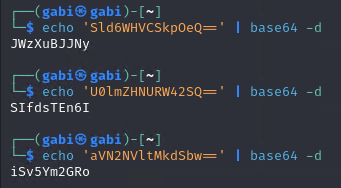 ┌──(gabi㉿gabi)-[~]
└─$ echo 'Sld6WHVCSkpOeQ==' | base64 -d
JWzXuBJJNy
┌──(gabi㉿gabi)-[~]
└─$ echo 'U0lmZHNURW42SQ==' | base64 -d
SIfdsTEn6I
┌──(gabi㉿gabi)-[~]
└─$ echo 'aVN2NVltMkdSbw==' | base64 -d
iSv5Ym2GRo